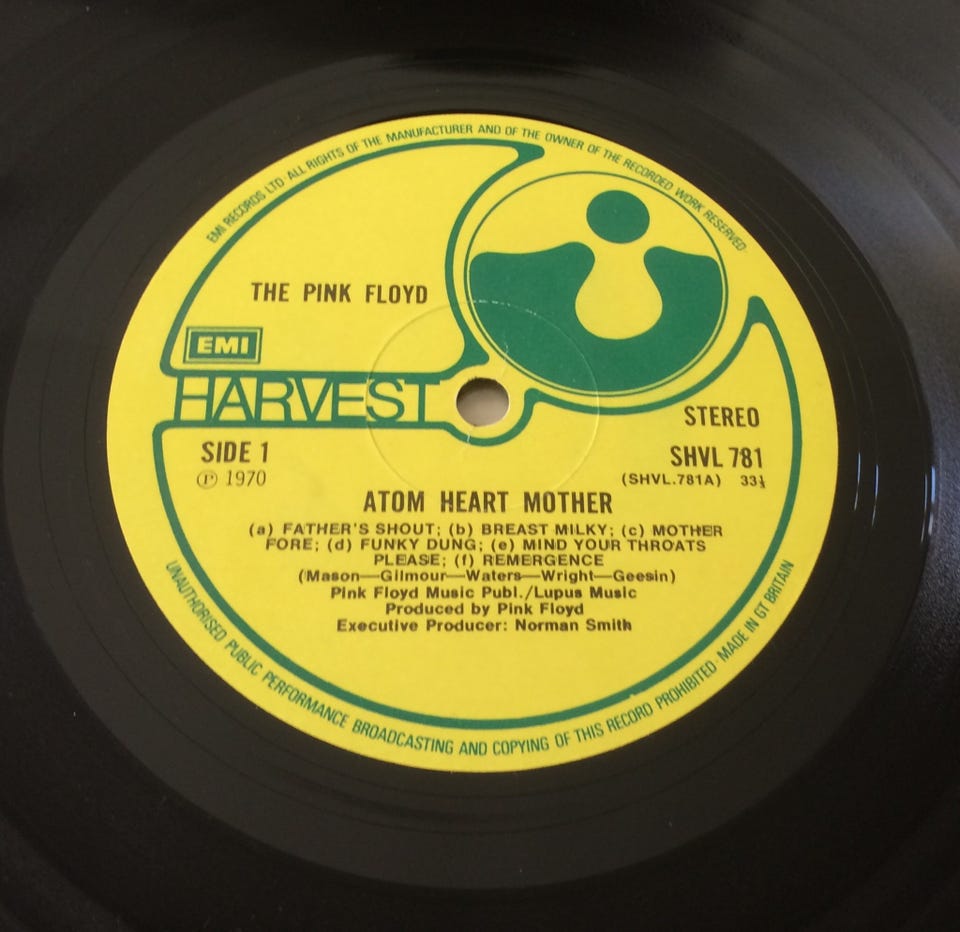 EMI RECORDS LTD· ALL RIGHTS OF THE MANUFACTURER AND OF THE OWNER OF THE RECORDED WORK RESERVED·
THE PINK FLOYD
EMI
HARVEST
STEREO
SIDE 1
SHVL 781
Ⓟ 1970
(SHVL.781A) 33⅓
ATOM HEART MOTHER
(a) FATHER'S SHOUT; (b) BREAST MILKY; (c) MOTHER
FORE; (d) FUNKY DUNG; (e) MIND YOUR THROATS
PLEASE; (f) REMERGENCE
(Mason—Gilmour—Waters—Wright—Geesin)
Pink Floyd Music Publ./Lupus Music
Produced by Pink Floyd
Executive Producer: Norman Smith
UNAUTHORISED PUBLIC PERFORMANCE BROADCASTING AND COPYING OF THIS RECORD PROHIBITED· MADE IN GT BRITAIN